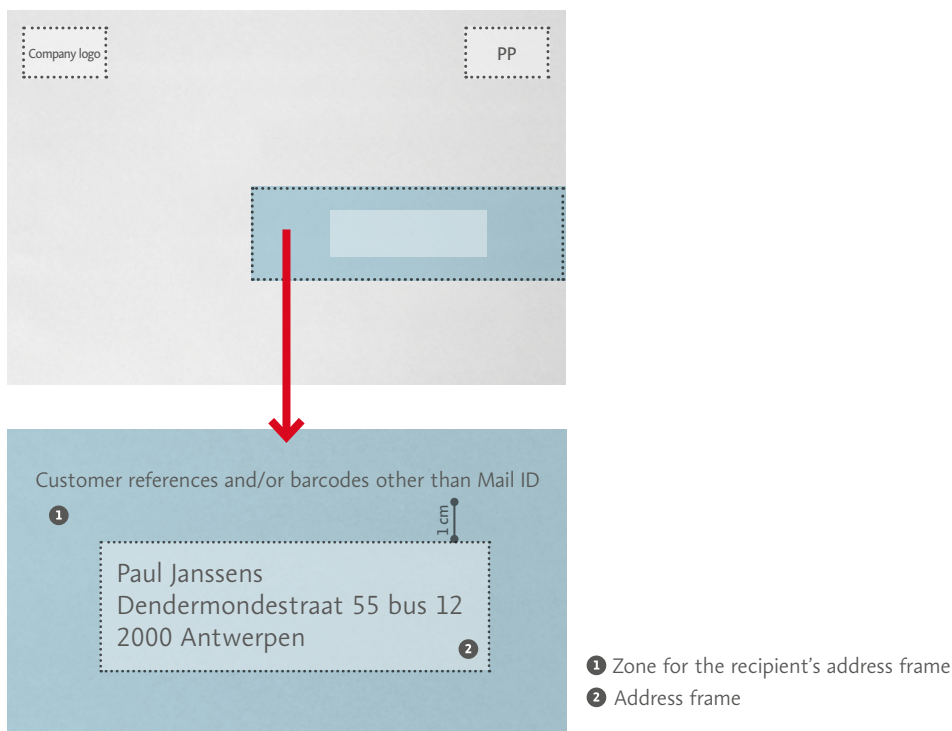 Company logo
PP
Customer references and/or barcodes other than Mail ID
1
1 cm
Paul Janssens
Dendermondestraat 55 bus 12
2000 Antwerpen
2
1 Zone for the recipient's address frame
2 Address frame